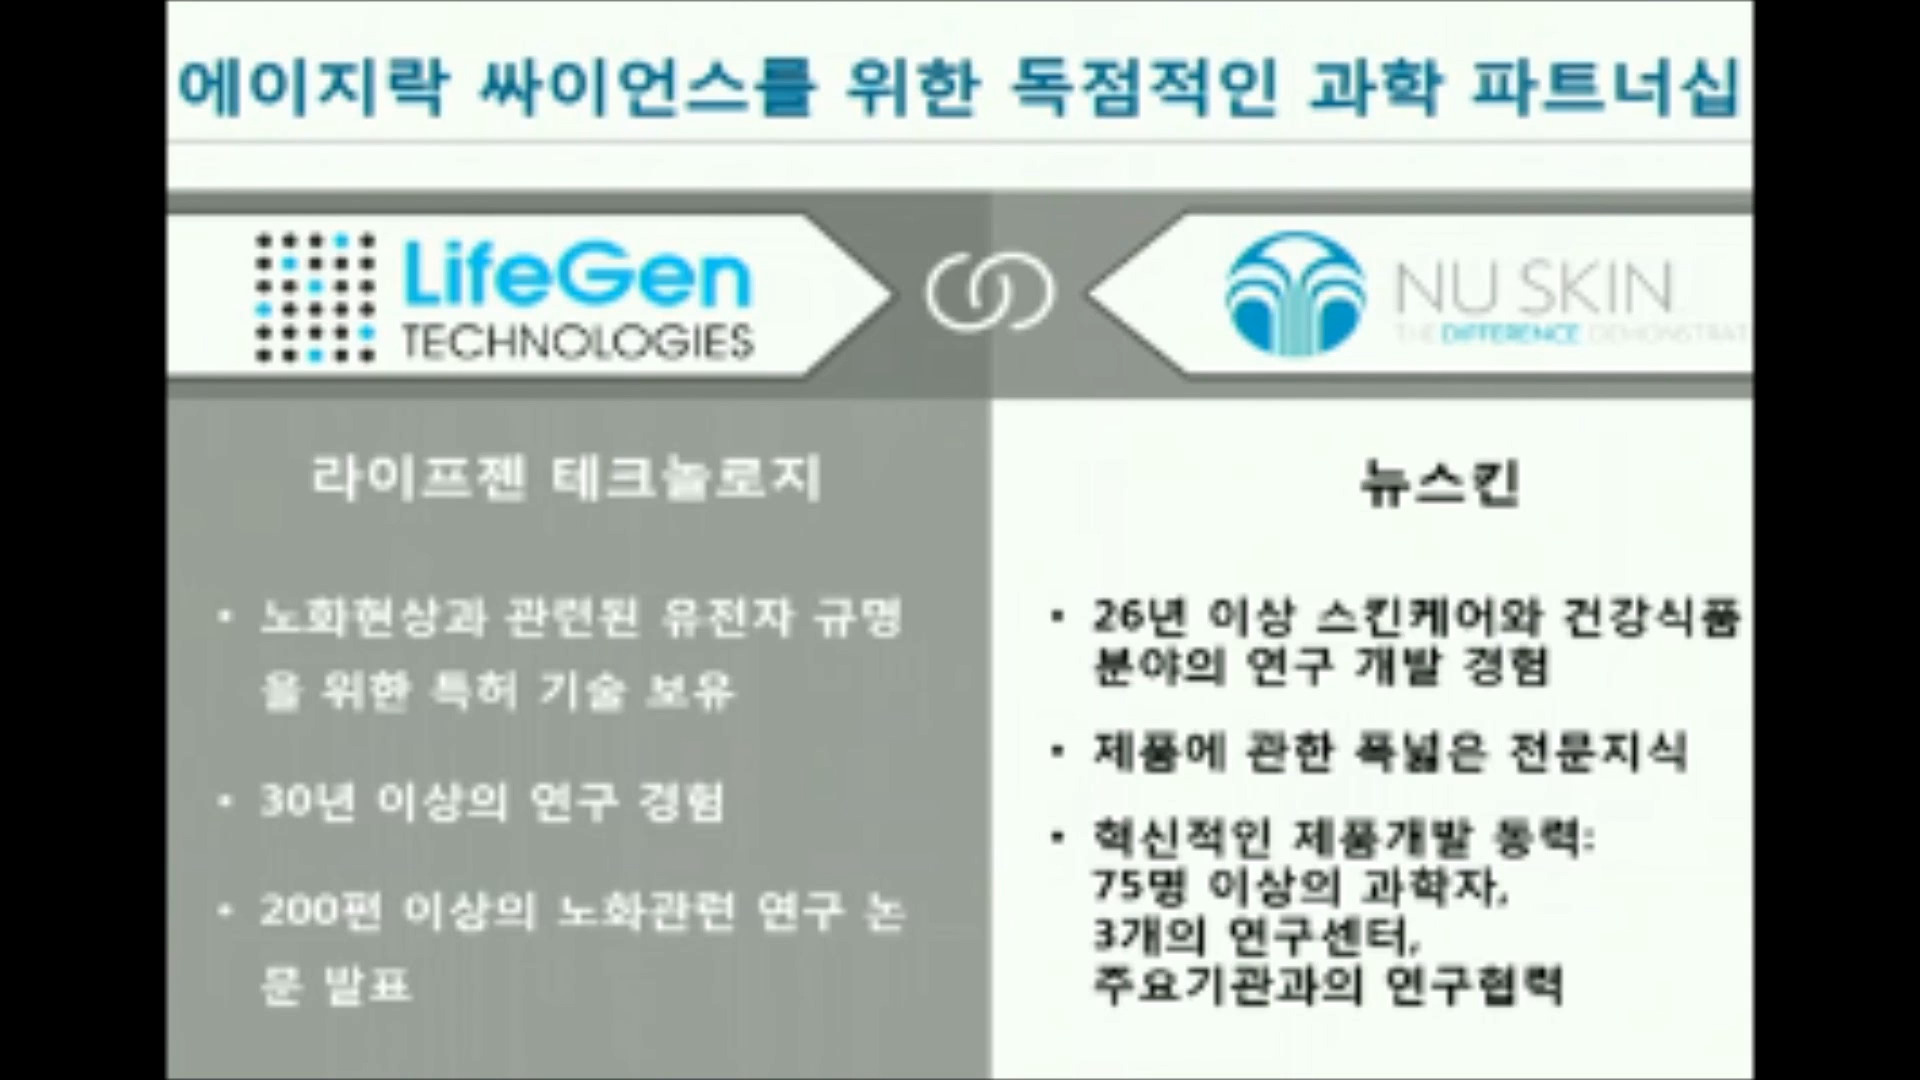 에이지락 싸이언스를 위한 독점적인 과학 파트너십
LifeGen
TECHNOLOGIES
NU SKIN
THE DIFFERENCE DEMONSTRAT
라이프젠 테크놀로지
• 노화현상과 관련된 유전자 규명
을 위한 특허 기술 보유
• 30년 이상의 연구 경험
• 200편 이상의 노화관련 연구 논
문 발표
뉴스킨
• 26년 이상 스킨케어와 건강식품
분야의 연구 개발 경험
• 제품에 관한 폭넓은 전문지식
• 혁신적인 제품개발 동력:
75명 이상의 과학자,
3개의 연구센터,
주요기관과의 연구협력